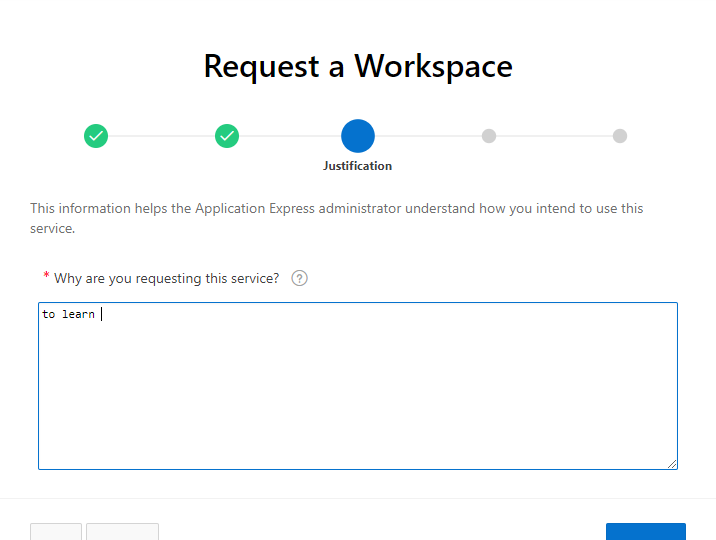 Request a Workspace
Justification
This information helps the Application Express administrator understand how you intend to use this
service.
* Why are you requesting this service? ?
to learn